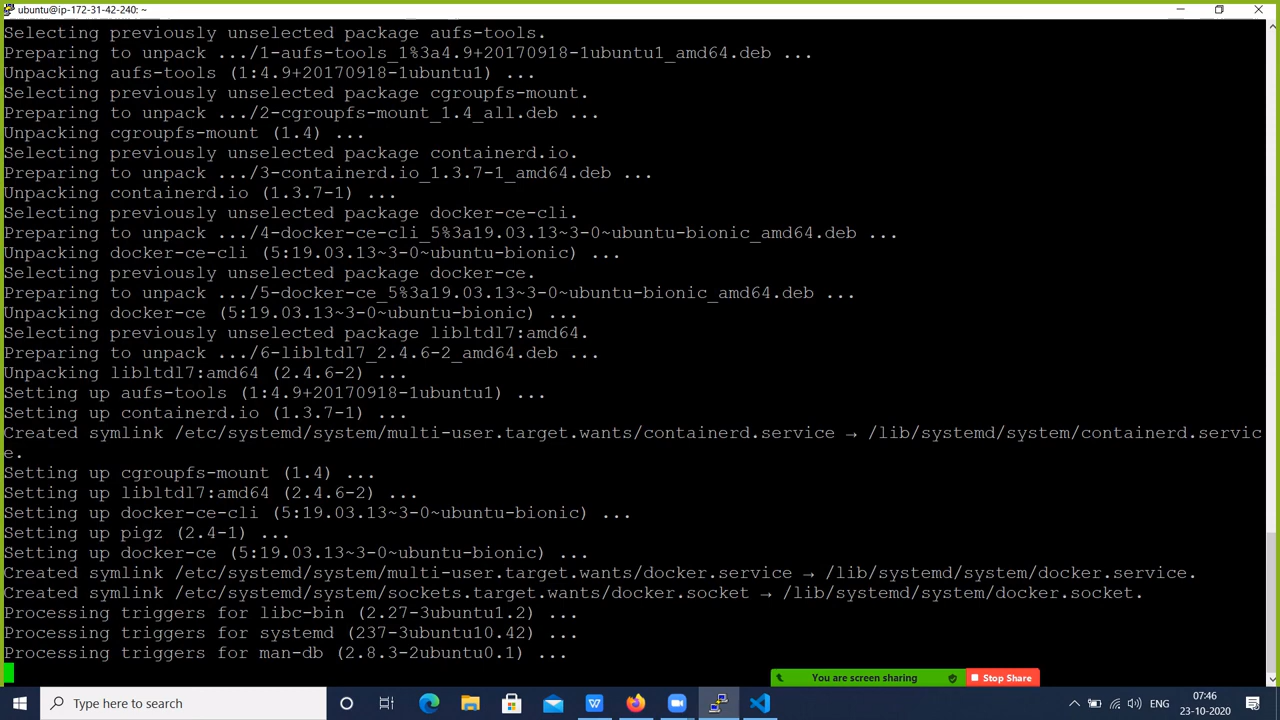 ubuntu@ip-172-31-42-240: ~
Selecting previously unselected package aufs-tools.
Preparing to unpack .../1-aufs-tools_1%3a4.9+20170918-1ubuntu1_amd64.deb ...
Unpacking aufs-tools (1:4.9+20170918-1ubuntu1) ...
Selecting previously unselected package cgroupfs-mount.
Preparing to unpack .../2-cgroupfs-mount_1.4_all.deb ...
Unpacking cgroupfs-mount (1.4) ...
Selecting previously unselected package containerd.io.
Preparing to unpack .../3-containerd.io_1.3.7-1_amd64.deb ...
Unpacking containerd.io (1.3.7-1) ...
Selecting previously unselected package docker-ce-cli.
Preparing to unpack .../4-docker-ce-cli_5%3a19.03.13~3-0~ubuntu-bionic_amd64.deb ...
Unpacking docker-ce-cli (5:19.03.13~3-0~ubuntu-bionic) ...
Selecting previously unselected package docker-ce.
Preparing to unpack .../5-docker-ce_5%3a19.03.13~3-0~ubuntu-bionic_amd64.deb ...
Unpacking docker-ce (5:19.03.13~3-0~ubuntu-bionic) ...
Selecting previously unselected package libltdl7:amd64.
Preparing to unpack .../6-libltdl7_2.4.6-2_amd64.deb ...
Unpacking libltdl7:amd64 (2.4.6-2) ...
Setting up aufs-tools (1:4.9+20170918-1ubuntu1) ...
Setting up containerd.io (1.3.7-1) ...
Created symlink /etc/systemd/system/multi-user.target.wants/containerd.service → /lib/systemd/system/containerd.servic
e.
Setting up cgroupfs-mount (1.4) ...
Setting up libltdl7:amd64 (2.4.6-2) ...
Setting up docker-ce-cli (5:19.03.13~3-0~ubuntu-bionic) ...
Setting up pigz (2.4-1) ...
Setting up docker-ce (5:19.03.13~3-0~ubuntu-bionic) ...
Created symlink /etc/systemd/system/multi-user.target.wants/docker.service → /lib/systemd/system/docker.service.
Created symlink /etc/systemd/system/sockets.target.wants/docker.socket → /lib/systemd/system/docker.socket.
Processing triggers for libc-bin (2.27-3ubuntu1.2) ...
Processing triggers for systemd (237-3ubuntu10.42) ...
Processing triggers for man-db (2.8.3-2ubuntu0.1) ...
You are screen sharing Stop Share
Type here to search
ENG
07:46
23-10-2020